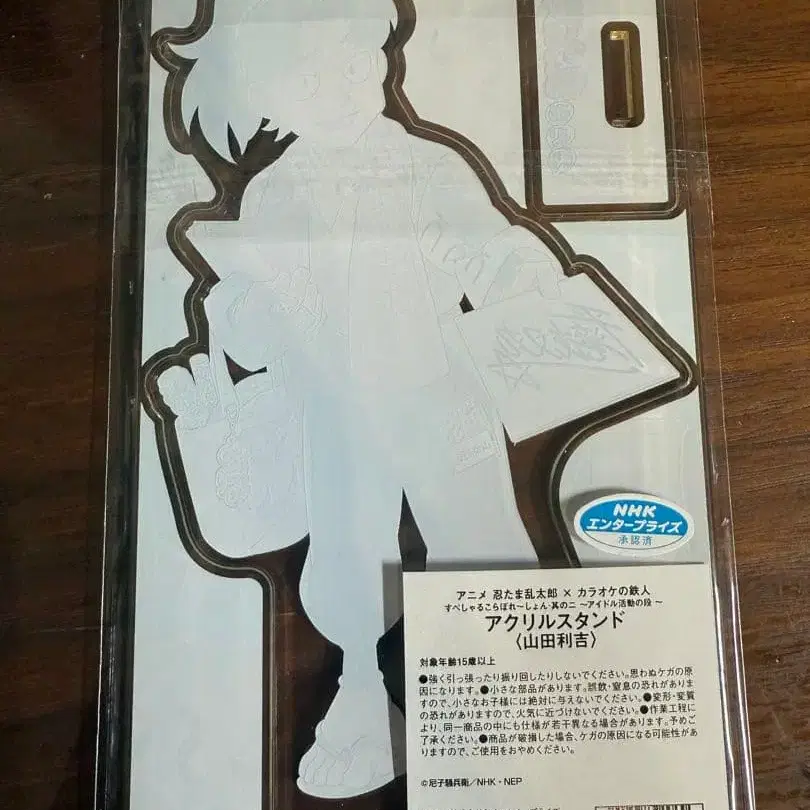 NHK
エンタープライズ
承認済
アニメ 忍たま乱太郎 × カラオケの鉄人
すぺしゃるこらぼれ〜しょん・其の二 〜アイドル活動の段〜
アクリルスタンド
〈山田利吉〉
対象年齢15歳以上
●強く引っ張ったり振り回したりしないでください。思わぬケガの原
因になります。●小さな部品があります。誤飲・窒息の恐れがありま
すので、小さなお子様には絶対に与えないでください。●変形・変質
の恐れがありますので、火気に近づけないでください。●作業工程に
より、同一商品の中にも仕様が若干異なる場合があります。予めご
了承ください。●商品が破損した場合、ケガの原因になる可能性があ
りますので、ご使用をおやめください。
©尼子騒兵衛/NHK・NEP